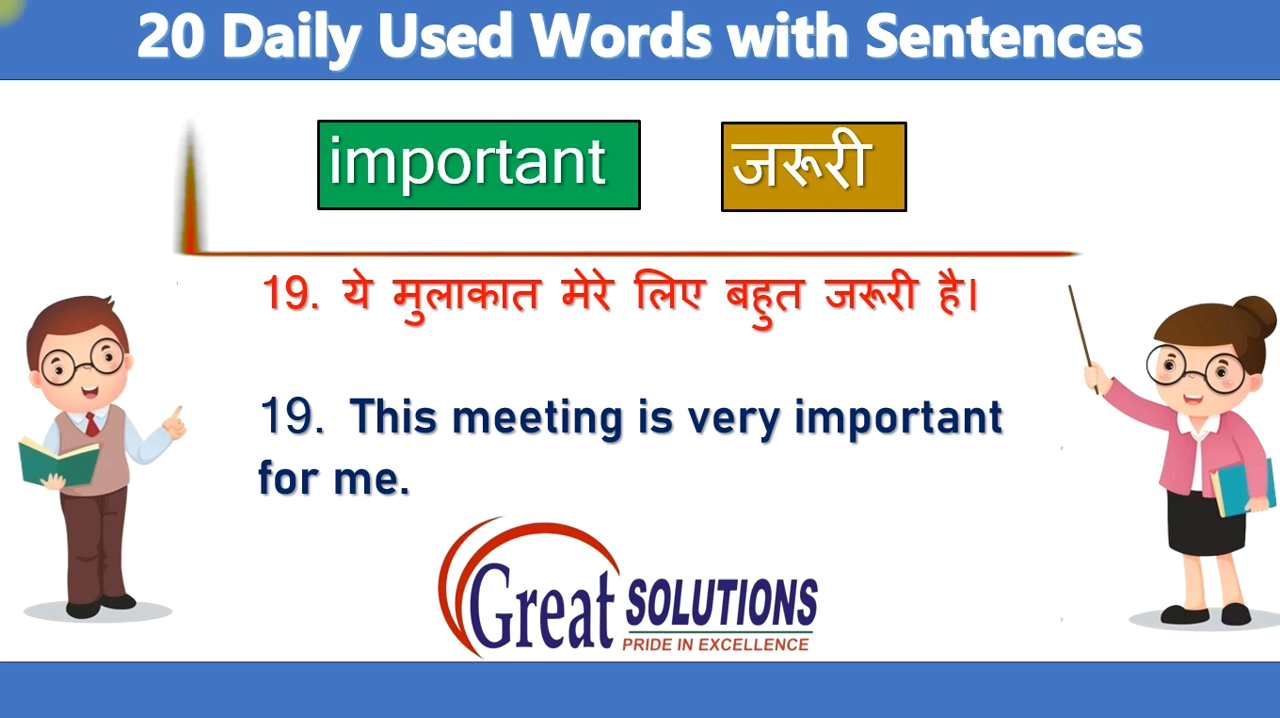 20 Daily Used Words with Sentences
important
जरूरी
19. ये मुलाकात मेरे लिए बहुत जरूरी है।
19. This meeting is very important
for me.
Great SOLUTIONS
PRIDE IN EXCELLENCE